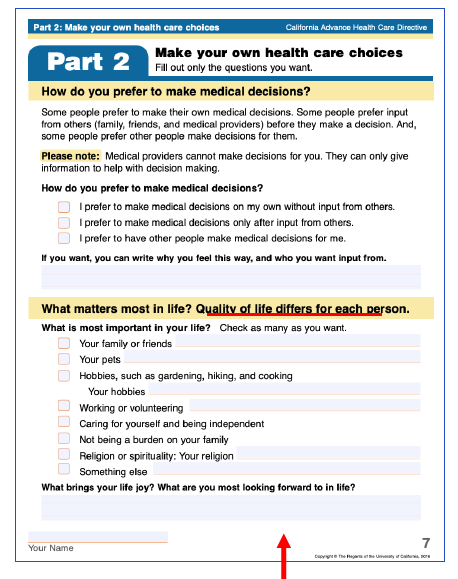 Part 2: Make your own health care choices
California Advance Health Care Directive
Part 2
Make your own health care choices
Fill out only the questions you want.
How do you prefer to make medical decisions?
Some people prefer to make their own medical decisions. Some people prefer input
from others (family, friends, and medical providers) before they make a decision. And,
some people prefer other people make decisions for them.
Please note: Medical providers cannot make decisions for you. They can only give
information to help with decision making.
How do you prefer to make medical decisions?
I prefer to make medical decisions on my own without input from others.
I prefer to make medical decisions only after input from others.
I prefer to have other people make medical decisions for me.
If you want, you can write why you feel this way, and who you want input from.
What matters most in life? Quality of life differs for each person.
What is most important in your life? Check as many as you want.
Your family or friends
Your pets
Hobbies, such as gardening, hiking, and cooking
Your hobbies
Working or volunteering
Caring for yourself and being independent
Not being a burden on your family
Religion or spirituality: Your religion
Something else
What brings your life joy? What are you most looking forward to in life?
Your Name
7
Copyright © The Regents of the University of California, 2016